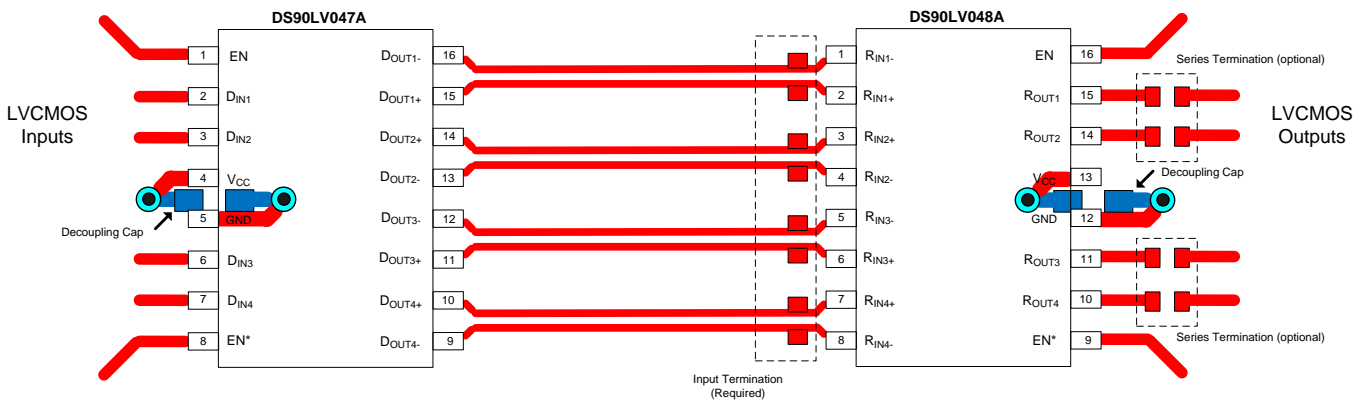 DS90LV047A
DS90LV048A
LVCMOS
Inputs
1 EN
2 DIN1
3 DIN2
4 VCC
5 GND
6 DIN3
7 DIN4
8 EN*
Decoupling Cap
DOUT1- 16
DOUT1+ 15
DOUT2+ 14
DOUT2- 13
DOUT3- 12
DOUT3+ 11
DOUT4+ 10
DOUT4- 9
Input Termination
(Required)
1 RIN1-
2 RIN1+
3 RIN2+
4 RIN2-
5 RIN3-
6 RIN3+
7 RIN4+
8 RIN4-
EN 16
ROUT1 15
ROUT2 14
VCC 13
GND 12
ROUT3 11
ROUT4 10
EN* 9
Series Termination (optional)
LVCMOS
Outputs
Decoupling Cap
Series Termination (optional)